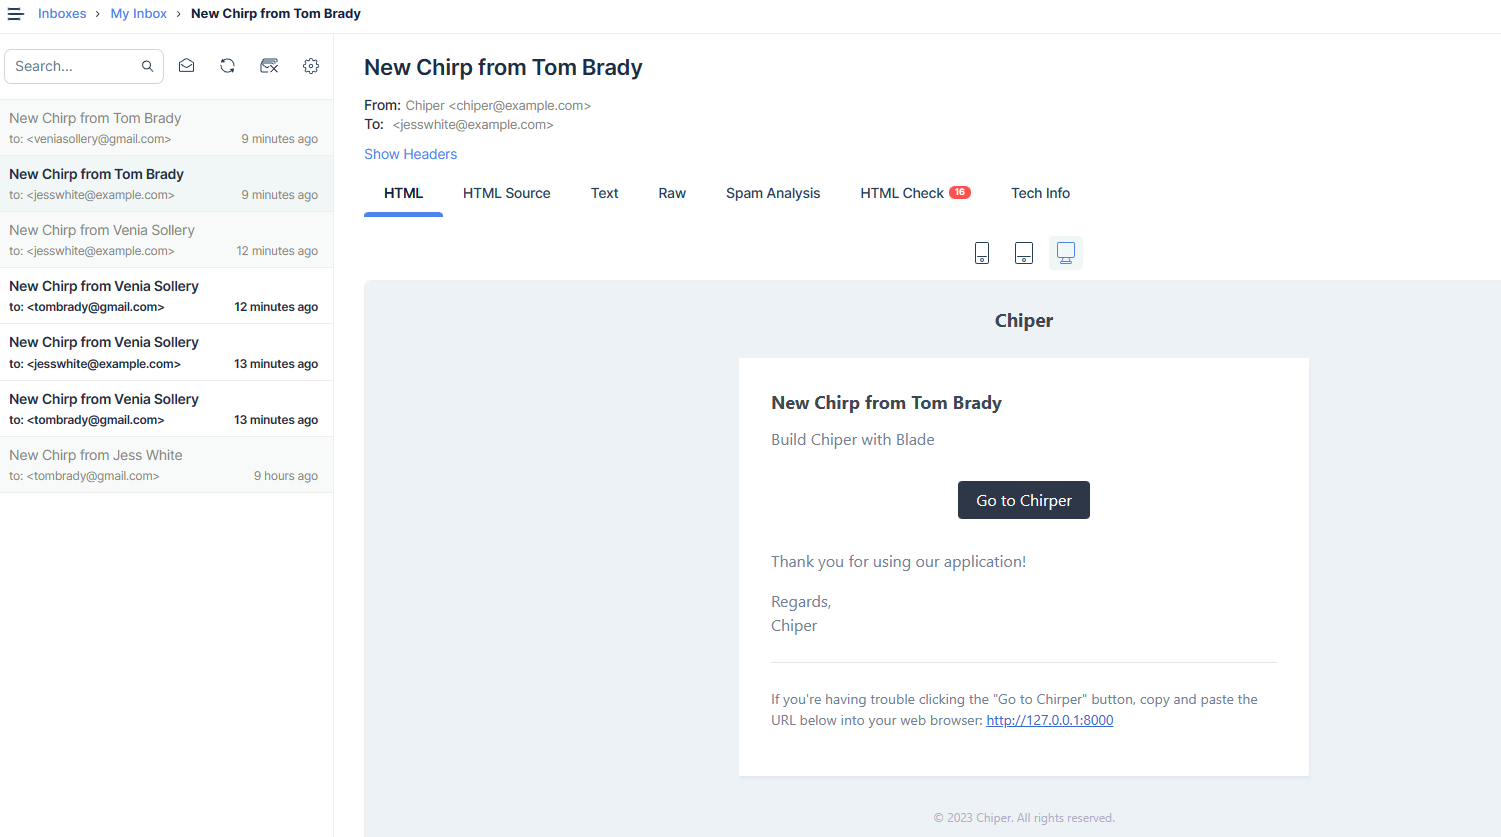 Inboxes › My Inbox › New Chirp from Tom Brady
Search...
New Chirp from Tom Brady
to: <veniasollery@gmail.com> 9 minutes ago
New Chirp from Tom Brady
to: <jesswhite@example.com> 9 minutes ago
New Chirp from Venia Sollery
to: <jesswhite@example.com> 12 minutes ago
New Chirp from Venia Sollery
to: <tombrady@gmail.com> 12 minutes ago
New Chirp from Venia Sollery
to: <jesswhite@example.com> 13 minutes ago
New Chirp from Venia Sollery
to: <tombrady@gmail.com> 13 minutes ago
New Chirp from Jess White
to: <tombrady@gmail.com> 9 hours ago
New Chirp from Tom Brady
From: Chiper <chiper@example.com>
To: <jesswhite@example.com>
Show Headers
HTML HTML Source Text Raw Spam Analysis HTML Check 16 Tech Info
Chiper
New Chirp from Tom Brady
Build Chiper with Blade
Go to Chirper
Thank you for using our application!
Regards,
Chiper
If you're having trouble clicking the "Go to Chirper" button, copy and paste the
URL below into your web browser: http://127.0.0.1:8000
© 2023 Chiper. All rights reserved.